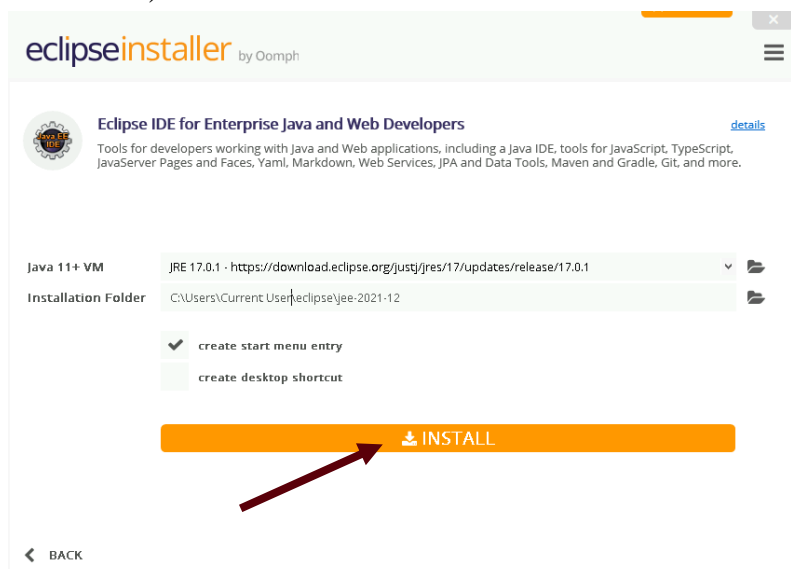 eclipseinstaller by Oomph
Java EE
IDE
Eclipse IDE for Enterprise Java and Web Developers
details
Tools for developers working with Java and Web applications, including a Java IDE, tools for JavaScript, TypeScript,
JavaServer Pages and Faces, Yaml, Markdown, Web Services, JPA and Data Tools, Maven and Gradle, Git, and more.
Java 11+ VM
JRE 17.0.1 - https://download.eclipse.org/justj/jres/17/updates/release/17.0.1
Installation Folder
C:\Users\Current User\eclipse\jee-2021-12
create start menu entry
create desktop shortcut
INSTALL
BACK